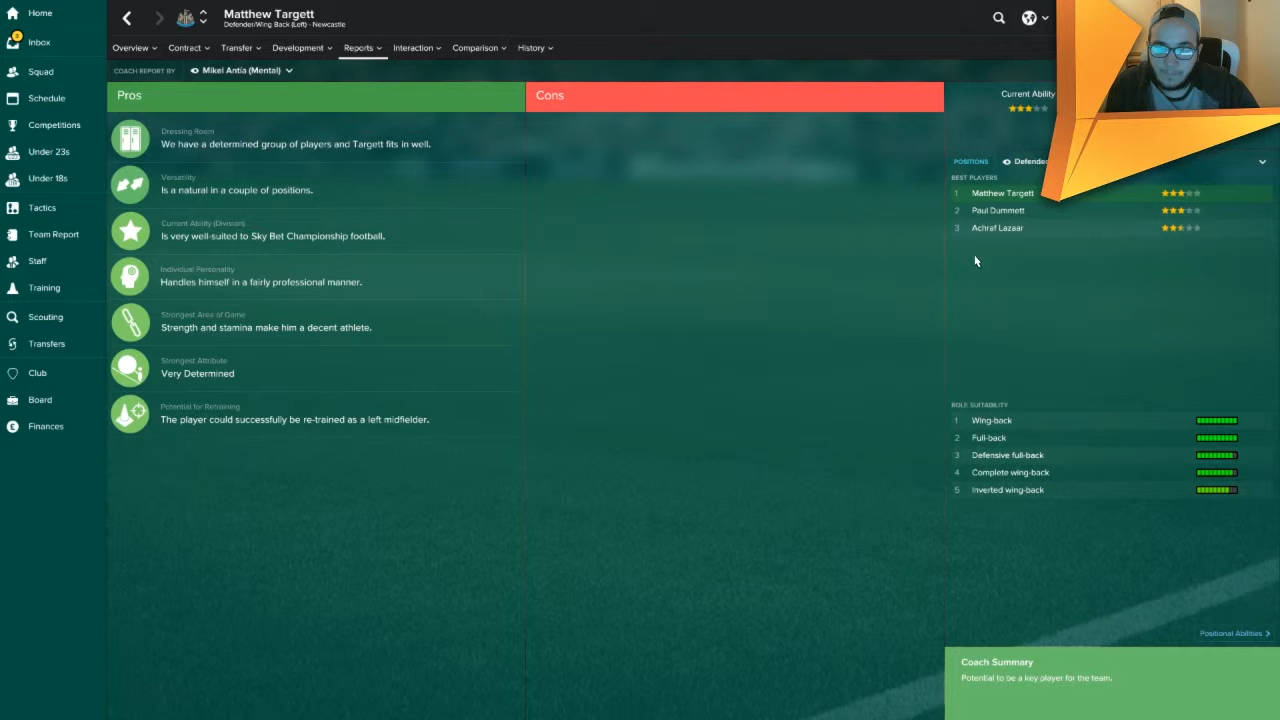 Home
Inbox
3
Squad
Schedule
Competitions
Under 23s
Under 18s
Tactics
Team Report
Staff
Training
Scouting
Transfers
Club
Board
Finances
Matthew Targett
Defender/Wing Back (Left) - Newcastle
Overview Contract Transfer Development Reports Interaction Comparison History
COACH REPORT BY Mikel Antia (Mental)
Pros
Dressing Room
We have a determined group of players and Targett fits in well.
Versatility
Is a natural in a couple of positions.
Current Ability (Division)
Is very well-suited to Sky Bet Championship football.
Individual Personality
Handles himself in a fairly professional manner.
Strongest Area of Game
Strength and stamina make him a decent athlete.
Strongest Attribute
Very Determined
Potential for Retraining
The player could successfully be re-trained as a left midfielder.
Cons
Current Ability
POSITIONS Defender
BEST PLAYERS
1 Matthew Targett
2 Paul Dummett
3 Achraf Lazaar
ROLE SUITABILITY
1 Wing-back
2 Full-back
3 Defensive full-back
4 Complete wing-back
5 Inverted wing-back
Positional Abilities
Coach Summary
Potential to be a key player for the team.